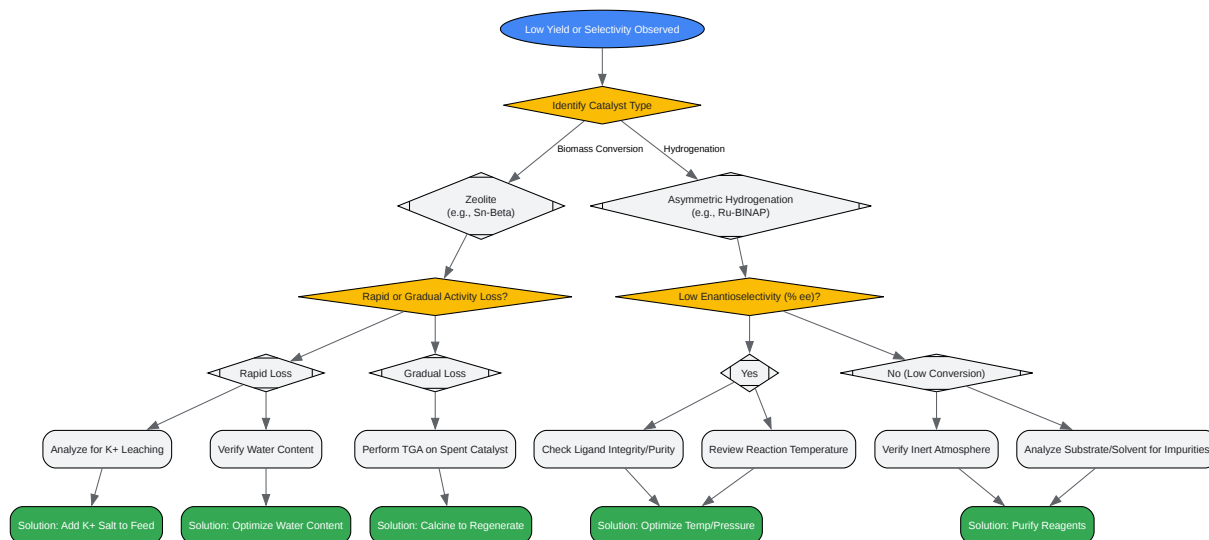 Low Yield or Selectivity Observed
Identify Catalyst Type
Biomass Conversion
Hydrogenation
Zeolite
(e.g., Sn-Beta)
Asymmetric Hydrogenation
(e.g., Ru-BINAP)
Rapid or Gradual Activity Loss?
Low Enantioselectivity (% ee)?
Rapid Loss
Gradual Loss
Yes
No (Low Conversion)
Analyze for K+ Leaching
Verify Water Content
Perform TGA on Spent Catalyst
Check Ligand Integrity/Purity
Review Reaction Temperature
Verify Inert Atmosphere
Analyze Substrate/Solvent for Impurities
Solution: Add K+ Salt to Feed
Solution: Optimize Water Content
Solution: Calcine to Regenerate
Solution: Optimize Temp/Pressure
Solution: Purify Reagents